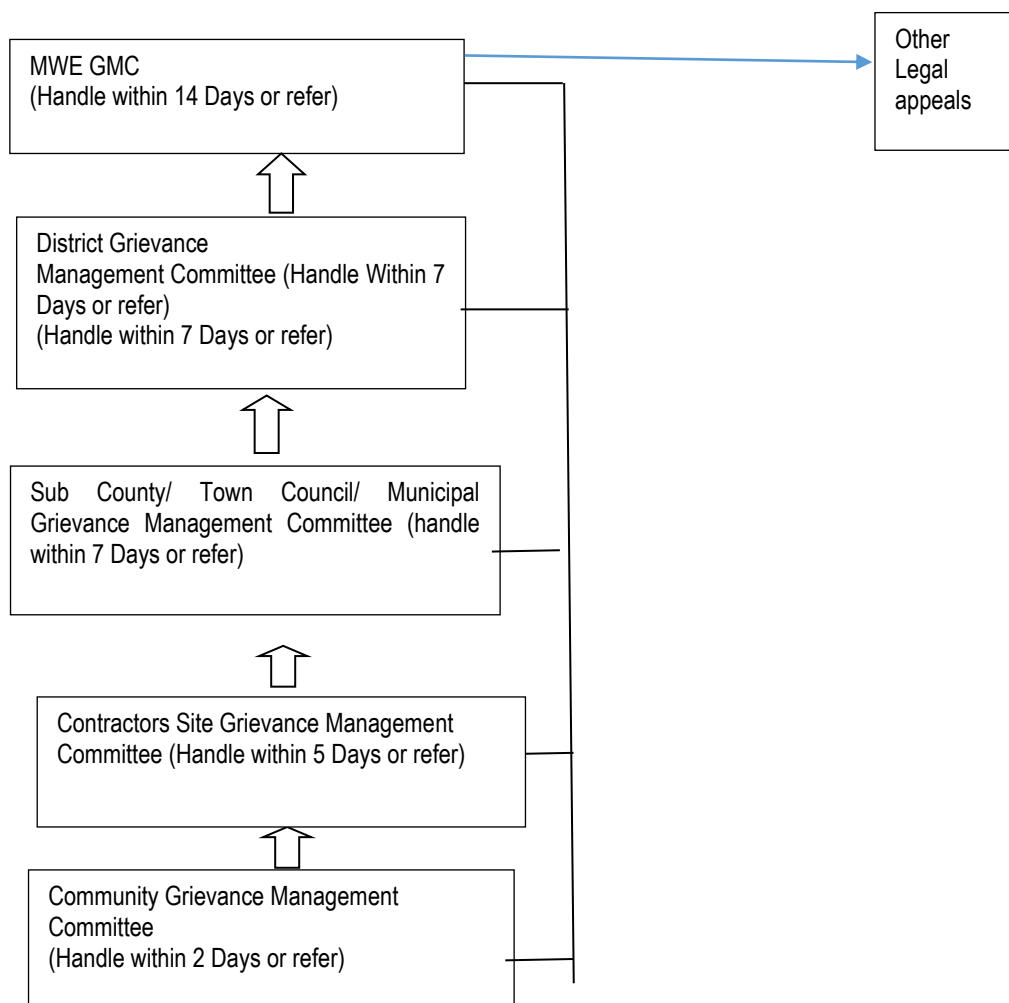 MWE GMC
(Handle within 14 Days or refer)
Other
Legal
appeals
District Grievance
Management Committee (Handle Within 7
Days or refer)
(Handle within 7 Days or refer)
Sub County/ Town Council/ Municipal
Grievance Management Committee (handle
within 7 Days or refer)
Contractors Site Grievance Management
Committee (Handle within 5 Days or refer)
Community Grievance Management
Committee
(Handle within 2 Days or refer)